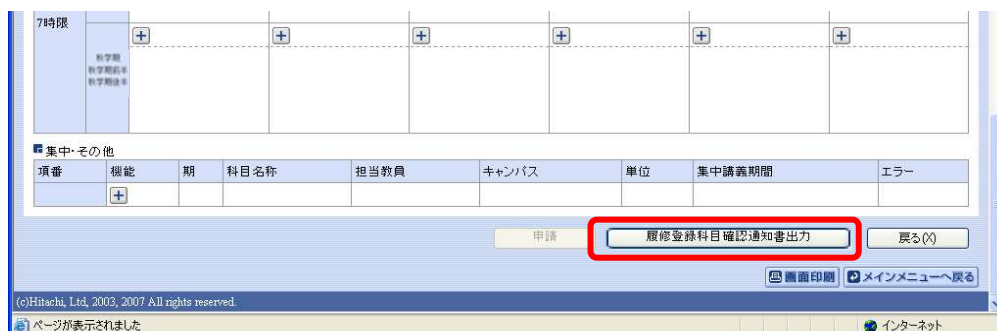 7時限
秋学期
秋学期前半
秋学期後半
集中・その他
項番 機能 期 科目名称 担当教員 キャンパス 単位 集中講義期間 エラー
申請 履修登録科目確認通知書出力 戻る(X)
画面印刷 メインメニューへ戻る
(c)Hitachi, Ltd, 2003, 2007 All rights reserved.
ページが表示されました インターネット